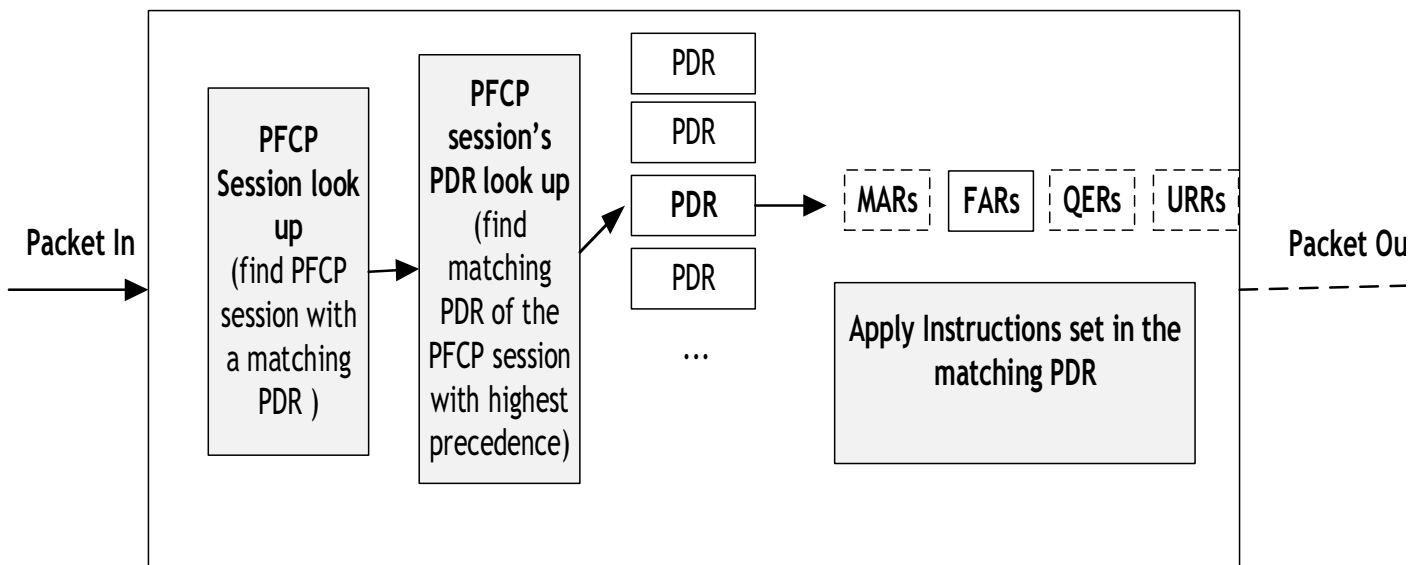 Packet In
PFCP
Session look
up
(find PFCP
session with
a matching
PDR )
PFCP
session’s
PDR look up
(find
matching
PDR of the
PFCP session
with highest
precedence)
PDR
PDR
PDR
PDR
...
MARs FARs QERs URRs
Apply Instructions set in the
matching PDR
Packet Ou